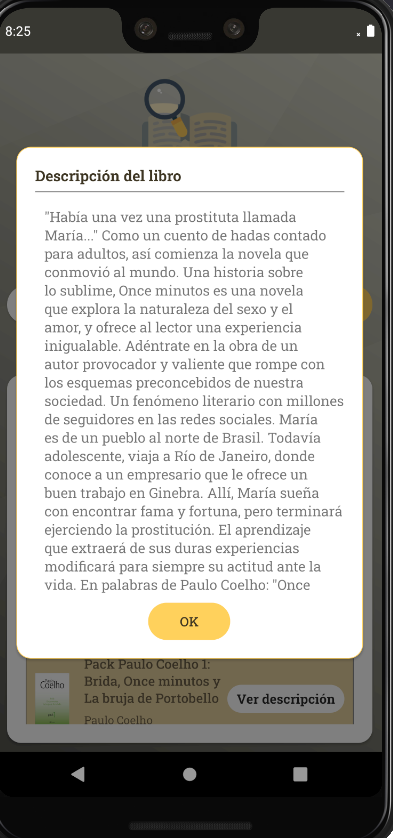 8:25
Descripción del libro
"Había una vez una prostituta llamada
María..." Como un cuento de hadas contado
para adultos, así comienza la novela que
conmovió al mundo. Una historia sobre
lo sublime, Once minutos es una novela
que explora la naturaleza del sexo y el
amor, y ofrece al lector una experiencia
inigualable. Adéntrate en la obra de un
autor provocador y valiente que rompe con
los esquemas preconcebidos de nuestra
sociedad. Un fenómeno literario con millones
de seguidores en las redes sociales. María
es de un pueblo al norte de Brasil. Todavía
adolescente, viaja a Río de Janeiro, donde
conoce a un empresario que le ofrece un
buen trabajo en Ginebra. Allí, María sueña
con encontrar fama y fortuna, pero terminará
ejerciendo la prostitución. El aprendizaje
que extraerá de sus duras experiencias
modificará para siempre su actitud ante la
vida. En palabras de Paulo Coelho: "Once
OK
Pack Paulo Coelho 1:
Brida, Once minutos y
La bruja de Portobello
Paulo Coelho
Coelho
Ver descripción